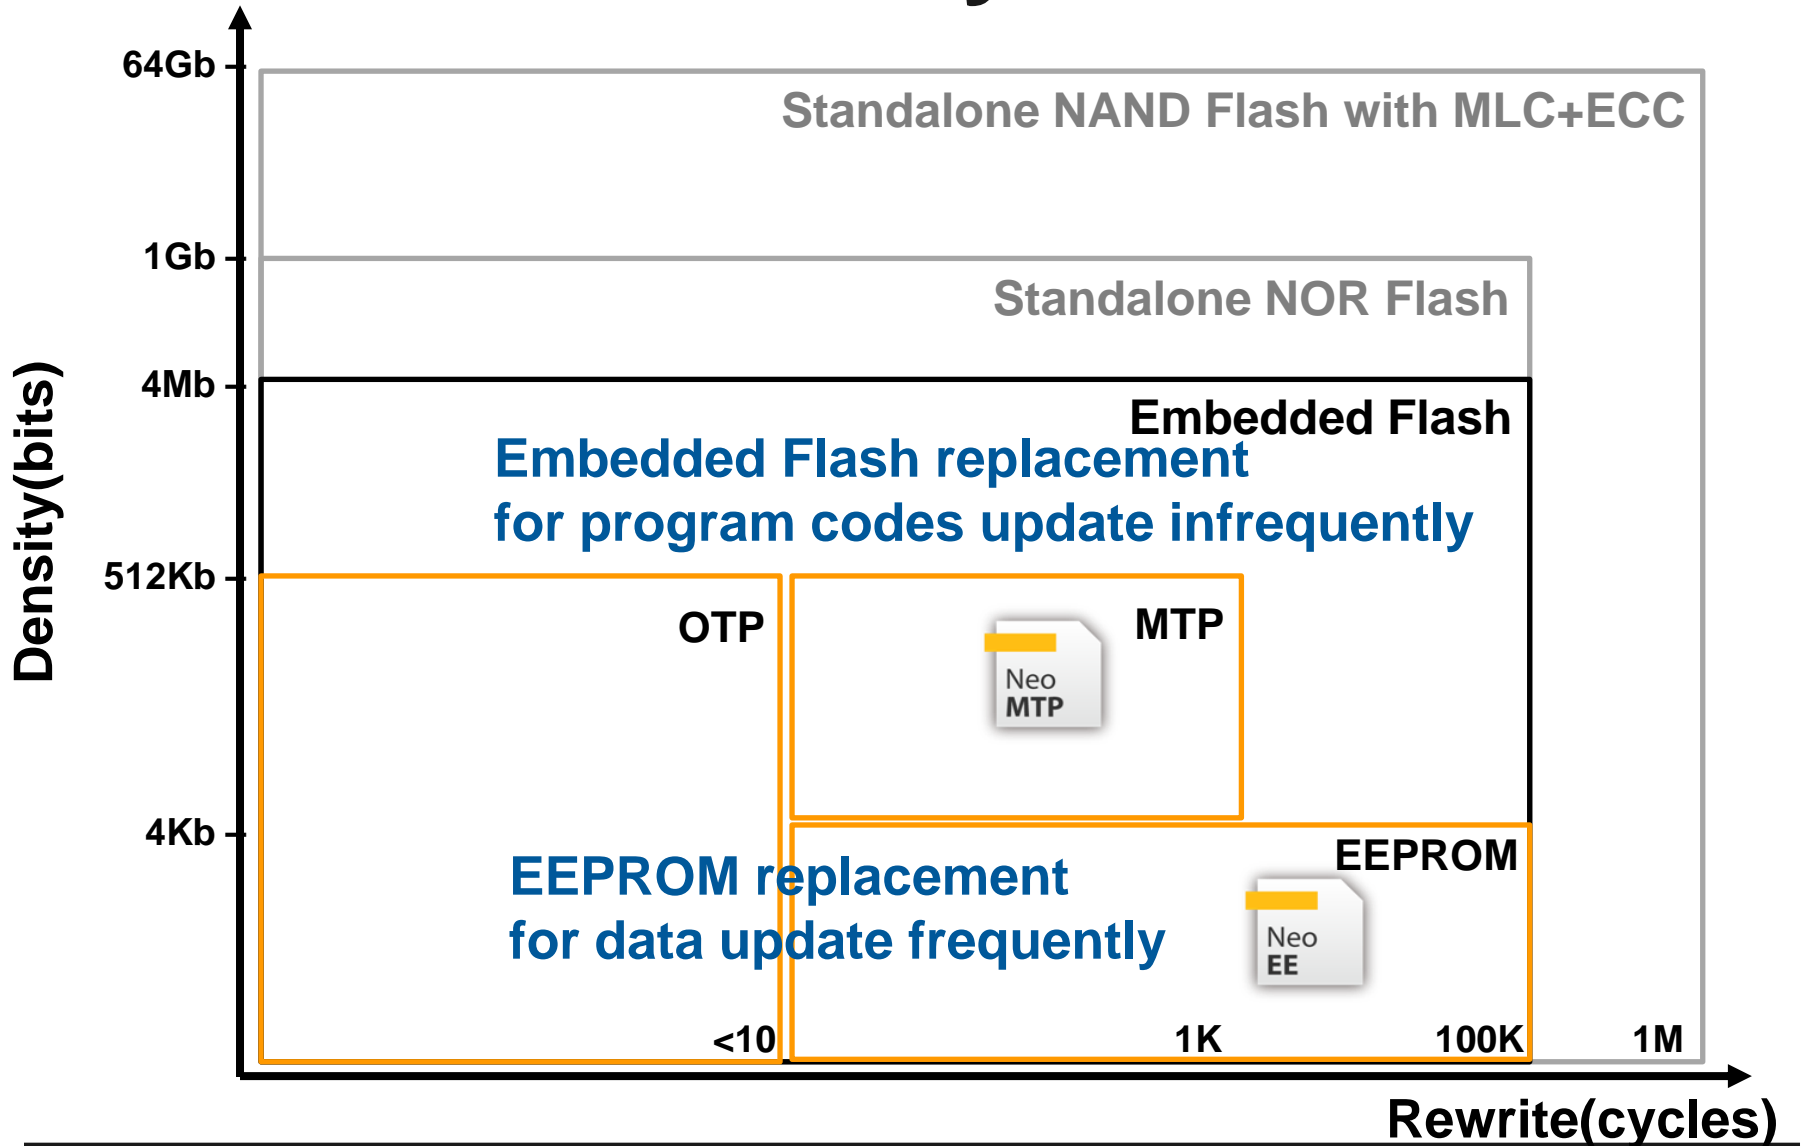 64Gb
Standalone NAND Flash with MLC+ECC
1Gb
Standalone NOR Flash
4Mb
Embedded Flash
Embedded Flash replacement
for program codes update infrequently
Density(bits)
512Kb
OTP
MTP
Neo
MTP
4Kb
EEPROM
EEPROM replacement
for data update frequently
Neo
EE
<10
1K
100K
1M
Rewrite(cycles)